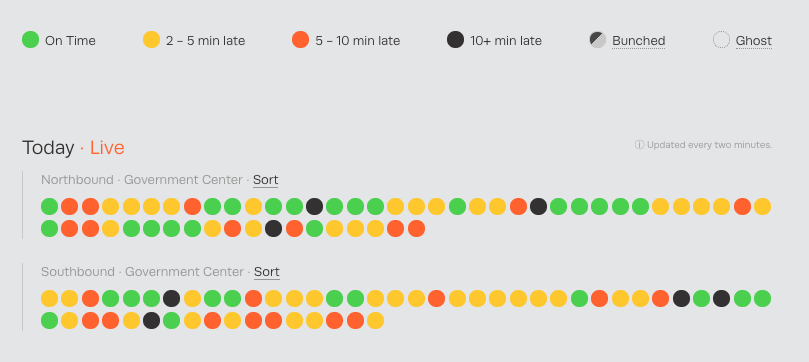 On Time 2 – 5 min late 5 – 10 min late 10+ min late Bunched Ghost
Today · Live ⓘ Updated every two minutes.
Northbound · Government Center · Sort
Southbound · Government Center · Sort